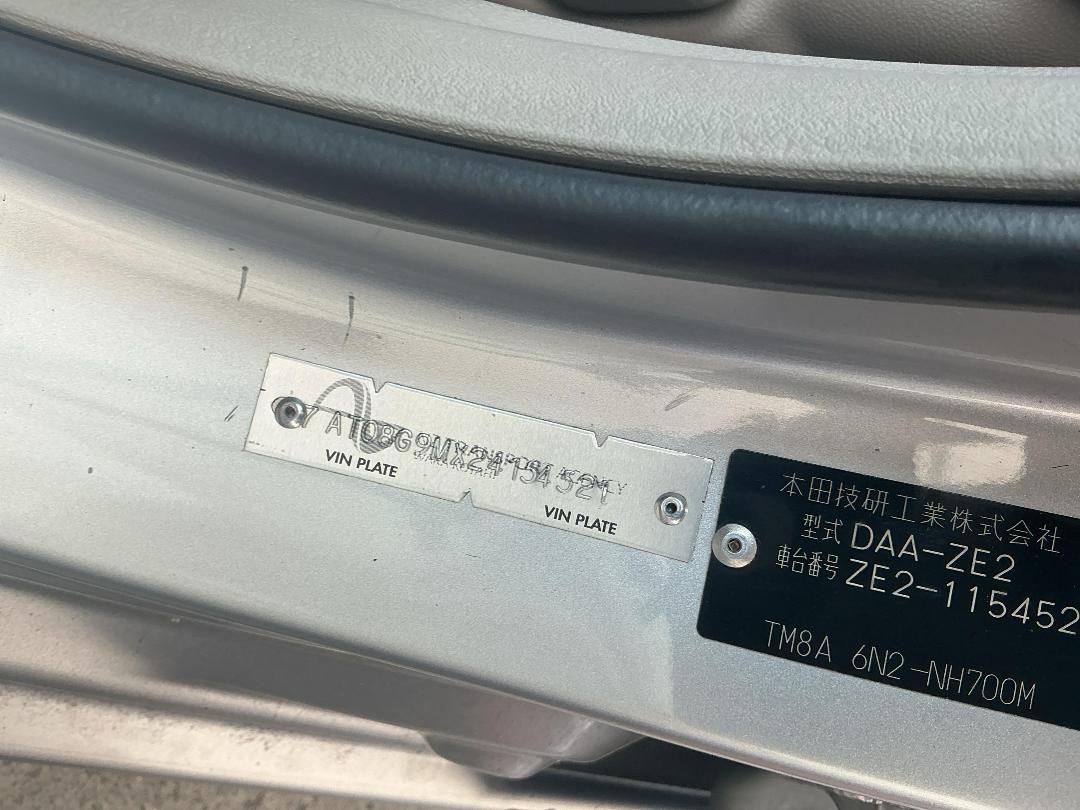 VIN PLATE
VIN PLATE
本田技研工業株式会社
型式 DAA-ZE2
車台番号 ZE2-115452
TM8A 6N2-NH700M